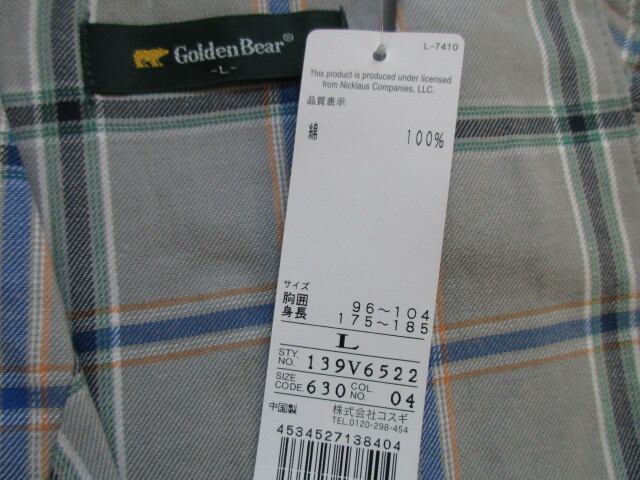 GoldenBear®
-L-
L-7410
This product is produced under licensed
from Nicklaus Companies, LLC.
品質表示
綿 100%
サイズ
胸囲 96～104
身長 175～185
L
STY. NO. 139V6522
SIZE CODE. 630 COL NO. 04
中国製 株式会社コスギ
TEL.0120-298-454
4534527138404